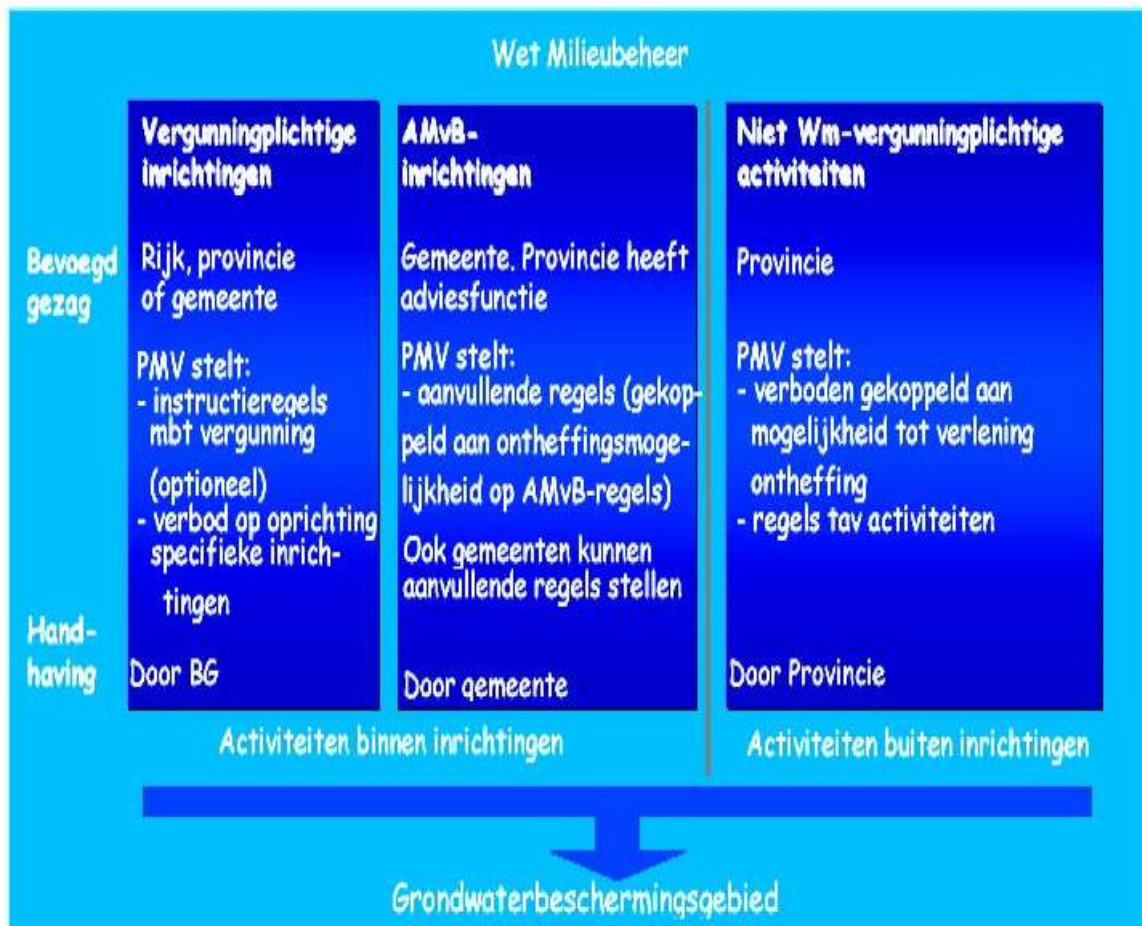 Wet Milieubeheer
Vergunningplichtige
inrichtingen
AMvB-
inrichtingen
Niet Wm-vergunningplichtige
activiteiten
Bevoegd
gezag
Rijk, provincie
of gemeente
Gemeente. Provincie heeft
adviesfunctie
Provincie
PMV stelt:
- instructieregels
mbt vergunning
(optioneel)
- verbod op oprichting
specifieke inrich-
tingen
PMV stelt:
- aanvullende regels (gekop-
peld aan ontheffingsmoge-
lijkheid op AMvB-regels)
Ook gemeenten kunnen
aanvullende regels stellen
PMV stelt:
- verboden gekoppeld aan
mogelijkheid tot verlening
ontheffing
- regels tav activiteiten
Hand-
having
Door BG
Door gemeente
Door Provincie
Activiteiten binnen inrichtingen
Activiteiten buiten inrichtingen
Grondwaterbeschermingsgebied